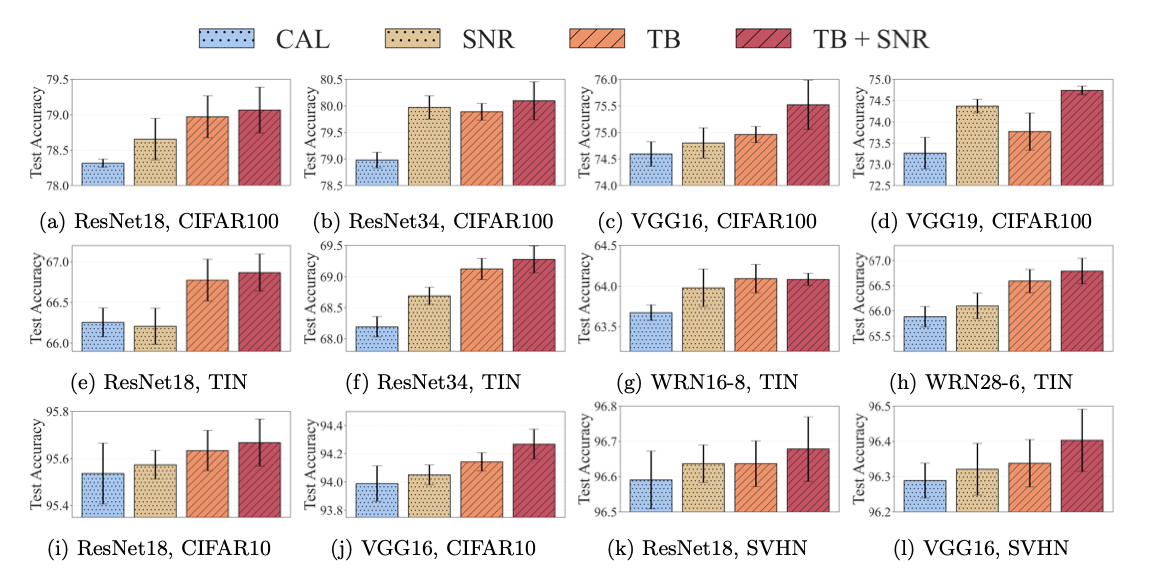 CAL SNR TB TB + SNR
Test Accuracy 79.5 79.0 78.5 78.0
Test Accuracy 80.5 80.0 79.5 79.0 78.5
Test Accuracy 76.0 75.5 75.0 74.5 74.0
Test Accuracy 75.0 74.5 74.0 73.5 73.0 72.5
(a) ResNet18, CIFAR100 (b) ResNet34, CIFAR100 (c) VGG16, CIFAR100 (d) VGG19, CIFAR100
Test Accuracy 67.0 66.5 66.0
Test Accuracy 69.5 69.0 68.5 68.0
Test Accuracy 64.5 64.0 63.5
Test Accuracy 67.0 66.5 66.0 65.5
(e) ResNet18, TIN (f) ResNet34, TIN (g) WRN16-8, TIN (h) WRN28-6, TIN
Test Accuracy 95.8 95.6 95.4
Test Accuracy 94.4 94.2 94.0 93.8
Test Accuracy 96.8 96.7 96.6 96.5
Test Accuracy 96.5 96.4 96.3 96.2
(i) ResNet18, CIFAR10 (j) VGG16, CIFAR10 (k) ResNet18, SVHN (l) VGG16, SVHN